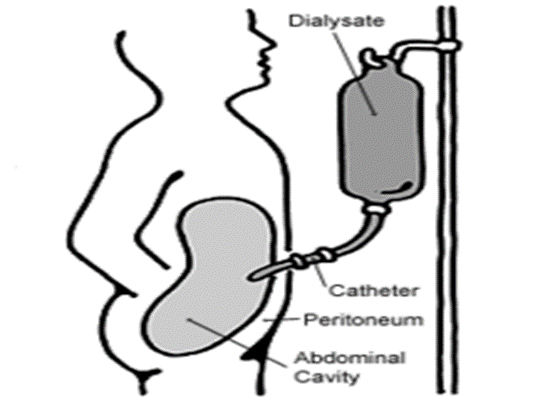 Dialysate
Catheter
Peritoneum
Abdominal
Cavity